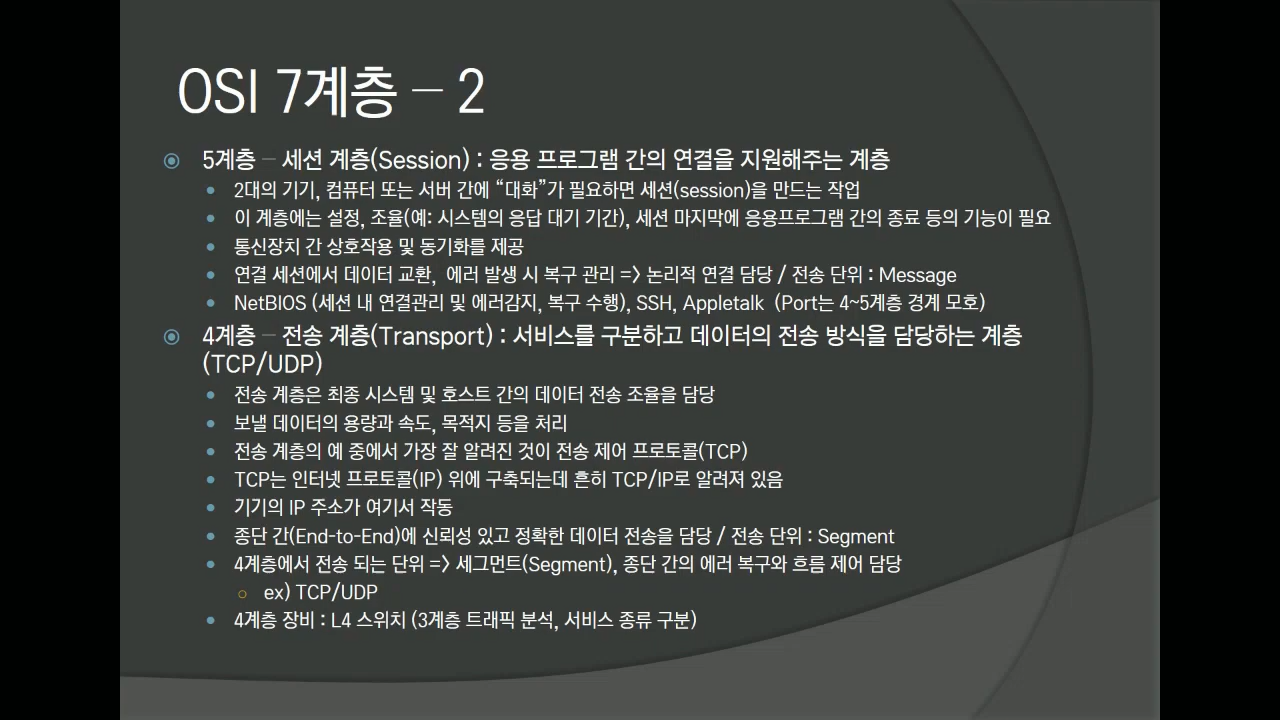 OSI 7계층 – 2
5계층 – 세션 계층(Session) : 응용 프로그램 간의 연결을 지원해주는 계층
2대의 기기, 컴퓨터 또는 서버 간에 “대화”가 필요하면 세션(session)을 만드는 작업
이 계층에는 설정, 조율(예: 시스템의 응답 대기 기간), 세션 마지막에 응용프로그램 간의 종료 등의 기능이 필요
통신장치 간 상호작용 및 동기화를 제공
연결 세션에서 데이터 교환, 에러 발생 시 복구 관리 => 논리적 연결 담당 / 전송 단위 : Message
NetBIOS (세션 내 연결관리 및 에러감지, 복구 수행), SSH, Appletalk (Port는 4~5계층 경계 모호)
4계층 – 전송 계층(Transport) : 서비스를 구분하고 데이터의 전송 방식을 담당하는 계층
(TCP/UDP)
전송 계층은 최종 시스템 및 호스트 간의 데이터 전송 조율을 담당
보낼 데이터의 용량과 속도, 목적지 등을 처리
전송 계층의 예 중에서 가장 잘 알려진 것이 전송 제어 프로토콜(TCP)
TCP는 인터넷 프로토콜(IP) 위에 구축되는데 흔히 TCP/IP로 알려져 있음
기기의 IP 주소가 여기서 작동
종단 간(End-to-End)에 신뢰성 있고 정확한 데이터 전송을 담당 / 전송 단위 : Segment
4계층에서 전송 되는 단위 => 세그먼트(Segment), 종단 간의 에러 복구와 흐름 제어 담당
ex) TCP/UDP
4계층 장비 : L4 스위치 (3계층 트래픽 분석, 서비스 종류 구분)